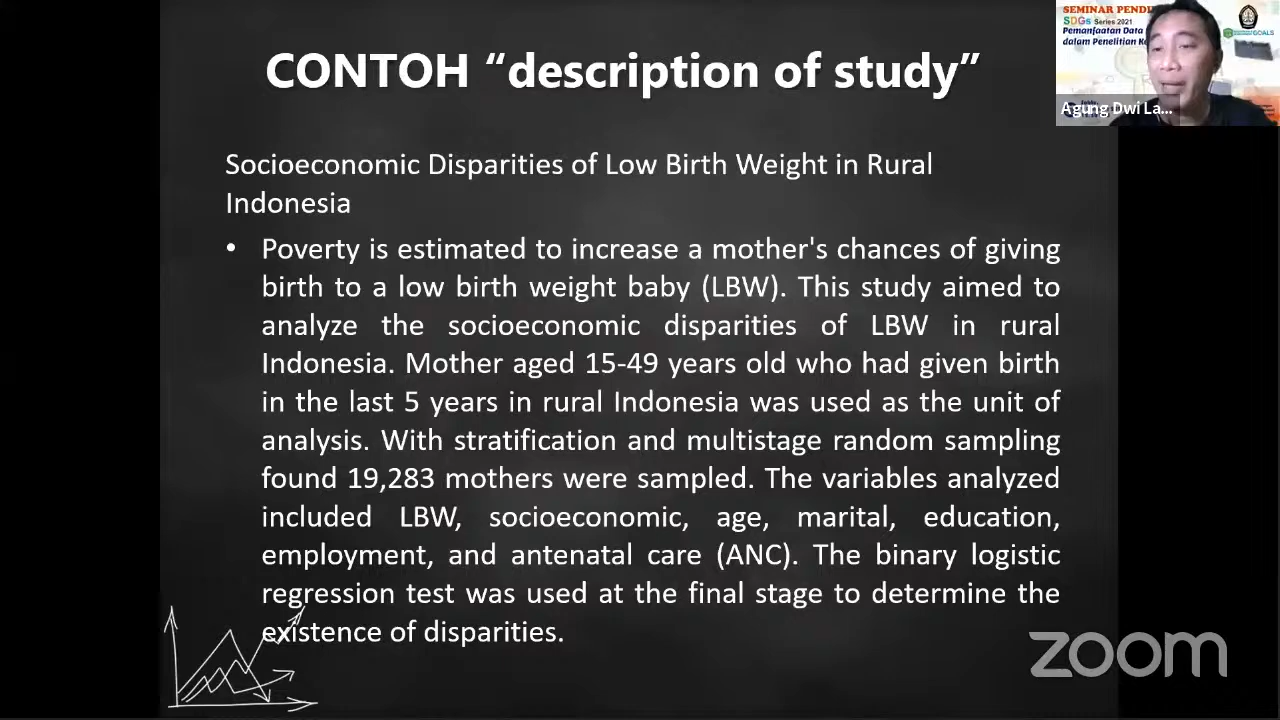 CONTOH “description of study”
SEMINAR PENDI
SDGs Series 2021
Pemanfaatan Data
dalam Penelitian Ke
GOALS
Agung Dwi La...
Socioeconomic Disparities of Low Birth Weight in Rural
Indonesia
• Poverty is estimated to increase a mother's chances of giving
birth to a low birth weight baby (LBW). This study aimed to
analyze the socioeconomic disparities of LBW in rural
Indonesia. Mother aged 15-49 years old who had given birth
in the last 5 years in rural Indonesia was used as the unit of
analysis. With stratification and multistage random sampling
found 19,283 mothers were sampled. The variables analyzed
included LBW, socioeconomic, age, marital, education,
employment, and antenatal care (ANC). The binary logistic
regression test was used at the final stage to determine the
existence of disparities.
zoom